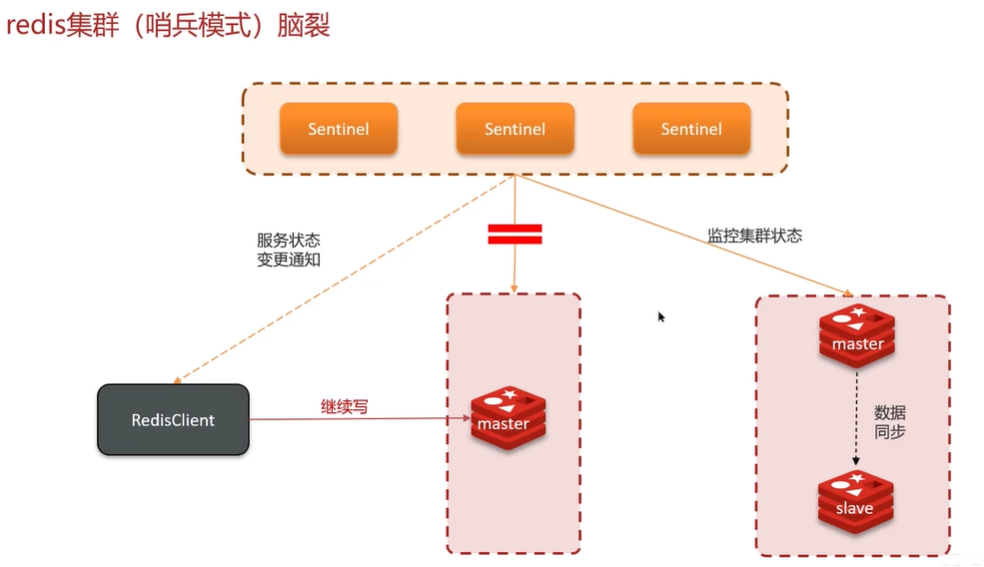 redis集群（哨兵模式）脑裂
Sentinel
Sentinel
Sentinel
服务状态
变更通知
监控集群状态
master
RedisClient
继续写
master
数据
同步
slave